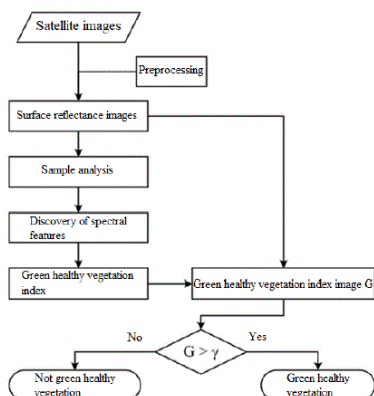 Satellite images
Preprocessing
Surface reflectance images
Sample analysis
Discovery of spectral
features
Green healthy vegetation
index
Green healthy vegetation index image G
No
Yes
G > γ
Not green healthy
vegetation
Green healthy
vegetation